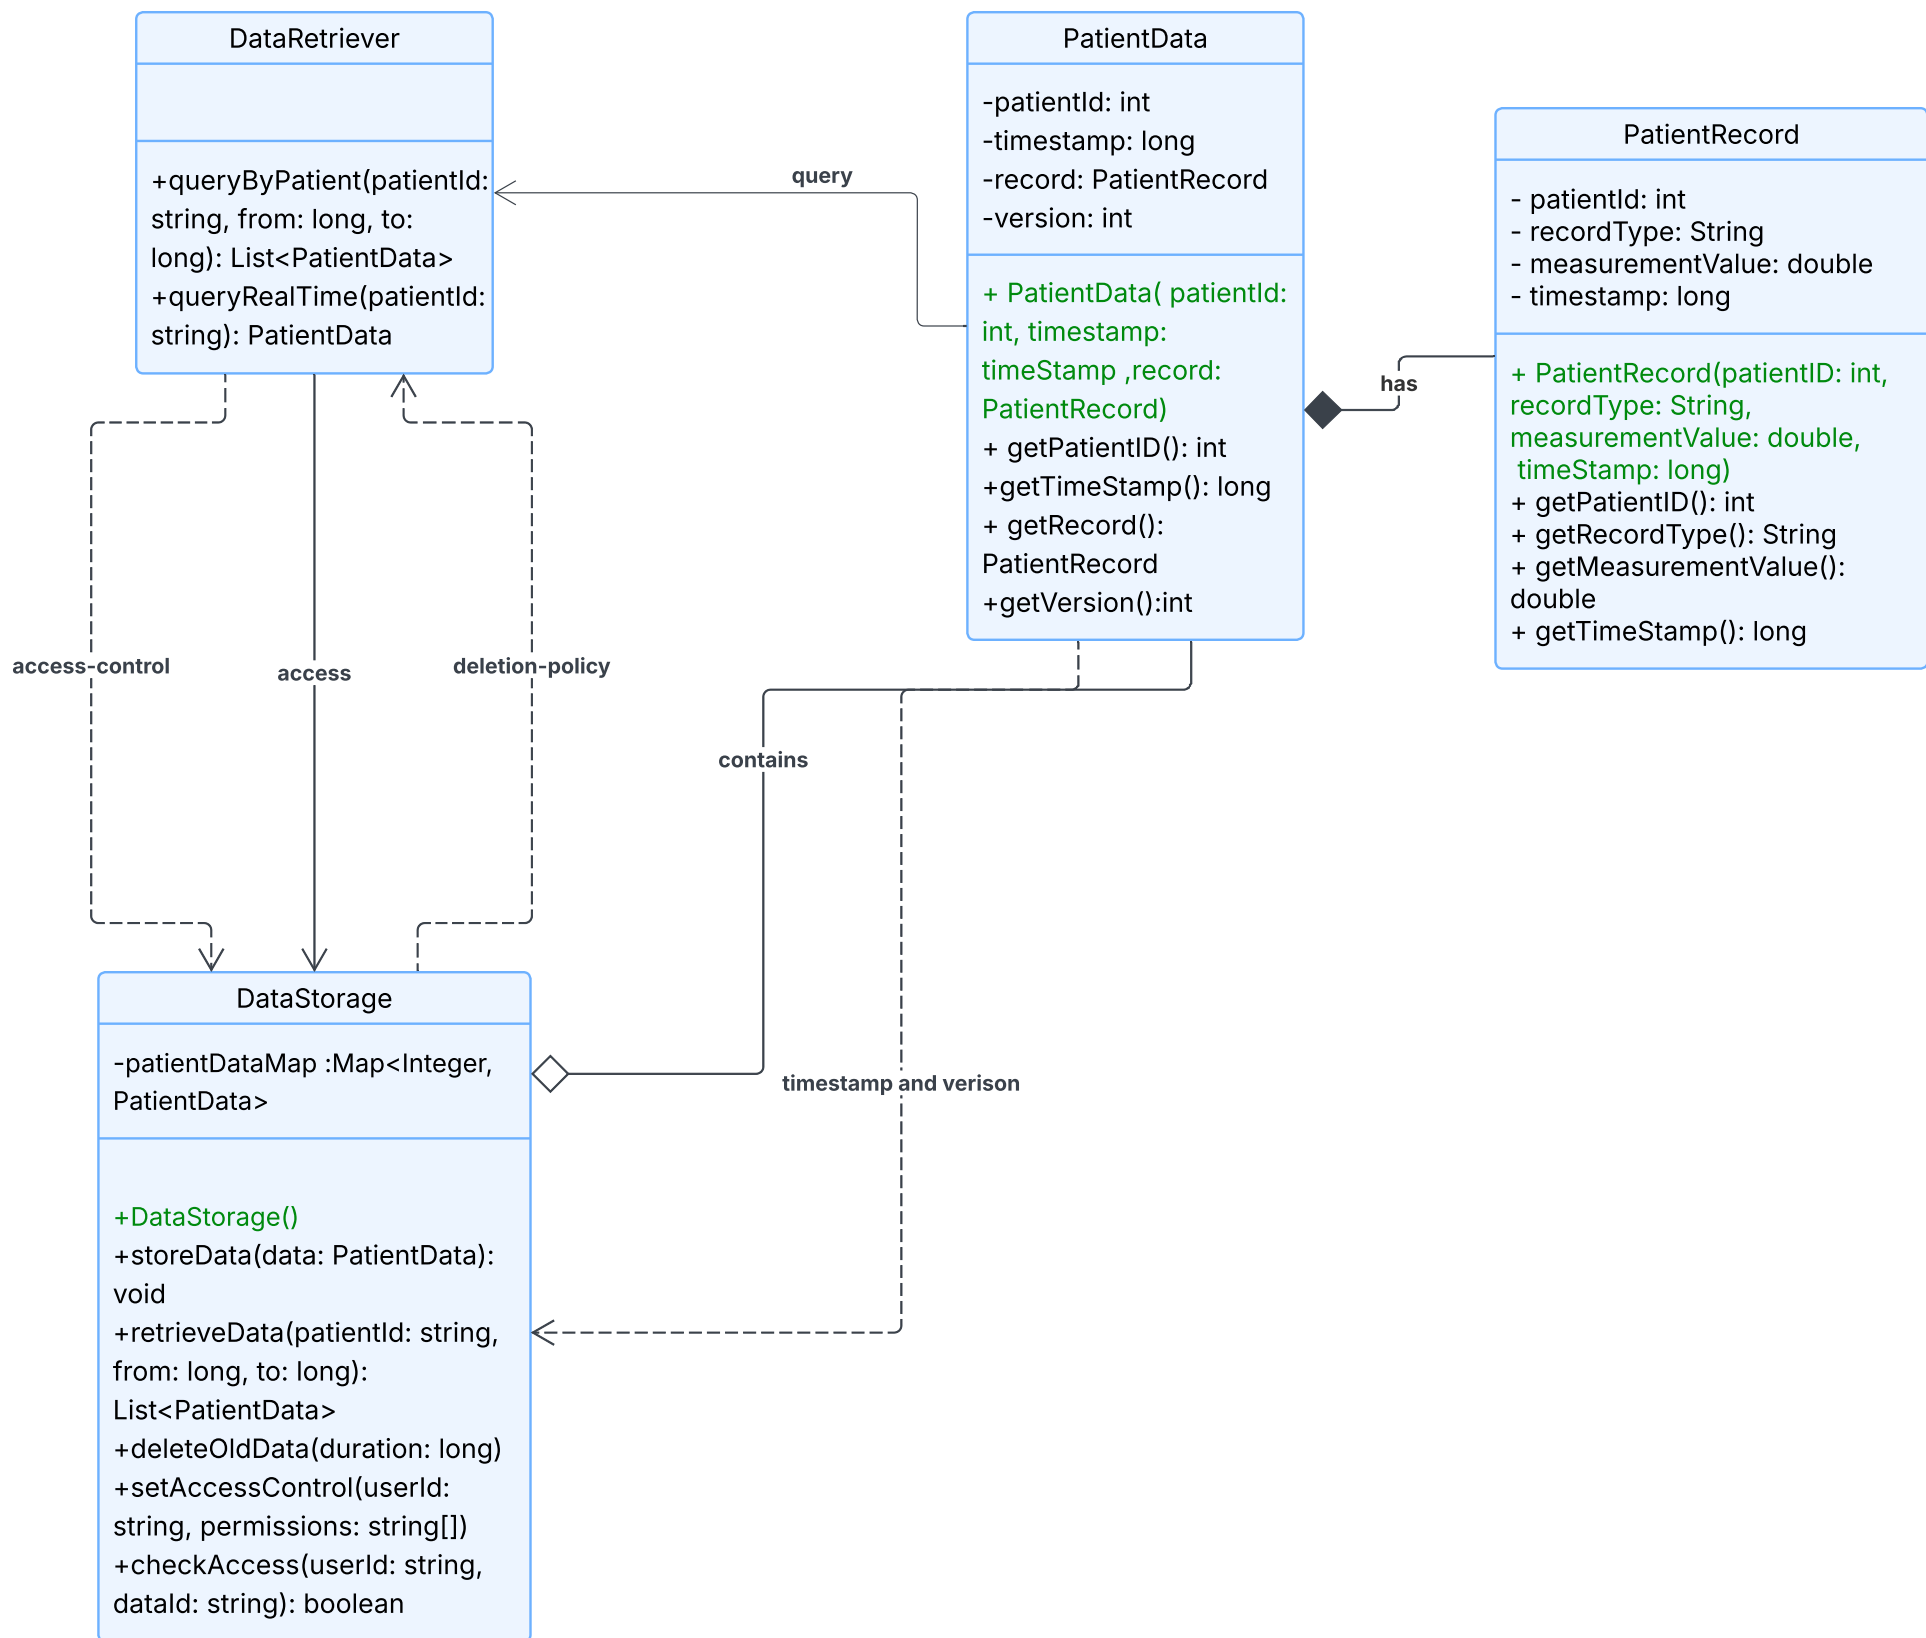 DataRetriever
+queryByPatient(patientId:
string, from: long, to:
long): List<PatientData>
+queryRealTime(patientId:
string): PatientData
query
PatientData
-patientId: int
-timestamp: long
-record: PatientRecord
-version: int
+ PatientData( patientId:
int, timestamp:
timeStamp ,record:
PatientRecord)
+ getPatientID(): int
+getTimeStamp(): long
+ getRecord():
PatientRecord
+getVersion():int
has
PatientRecord
- patientId: int
- recordType: String
- measurementValue: double
- timestamp: long
+ PatientRecord(patientID: int,
recordType: String,
measurementValue: double,
timeStamp: long)
+ getPatientID(): int
+ getRecordType(): String
+ getMeasurementValue():
double
+ getTimeStamp(): long
access-control
access
deletion-policy
contains
timestamp and verison
DataStorage
-patientDataMap :Map<Integer,
PatientData>
+DataStorage()
+storeData(data: PatientData):
void
+retrieveData(patientId: string,
from: long, to: long):
List<PatientData>
+deleteOldData(duration: long)
+setAccessControl(userId:
string, permissions: string[])
+checkAccess(userId: string,
dataId: string): boolean